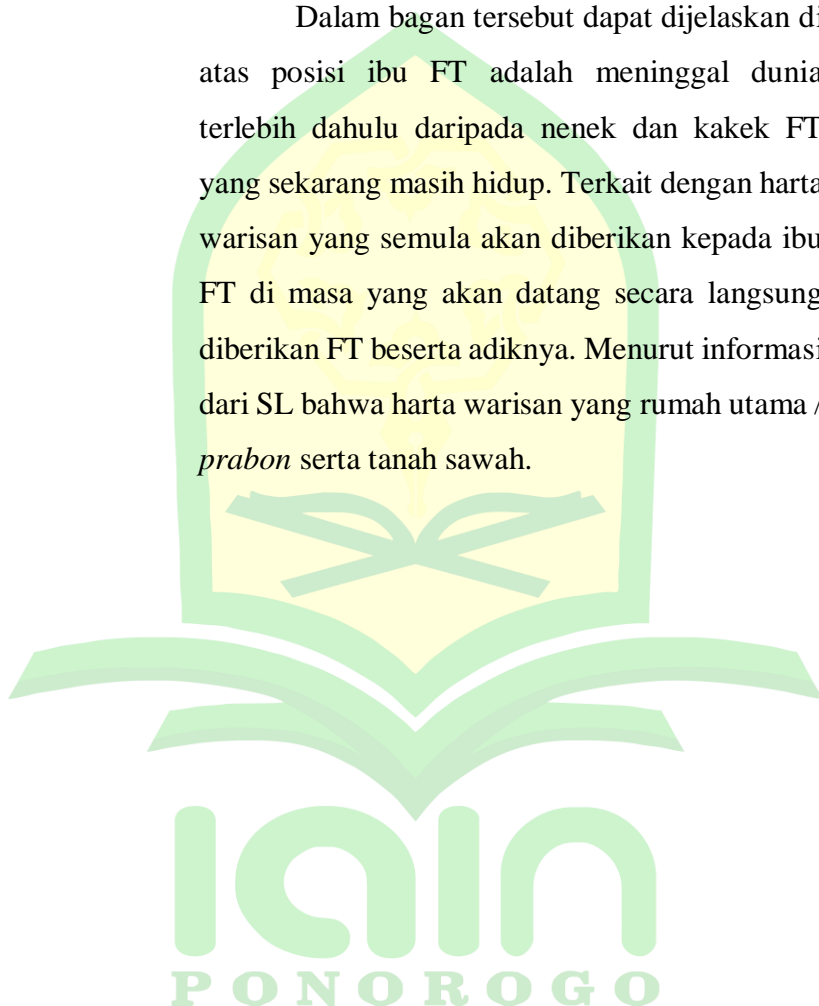 Dalam bagan tersebut dapat dijelaskan di
atas posisi ibu FT adalah meninggal dunia
terlebih dahulu daripada nenek dan kakek FT
yang sekarang masih hidup. Terkait dengan harta
warisan yang semula akan diberikan kepada ibu
FT di masa yang akan datang secara langsung
diberikan FT beserta adiknya. Menurut informasi
dari SL bahwa harta warisan yang rumah utama /
prabon serta tanah sawah.
iain
PONOROGO